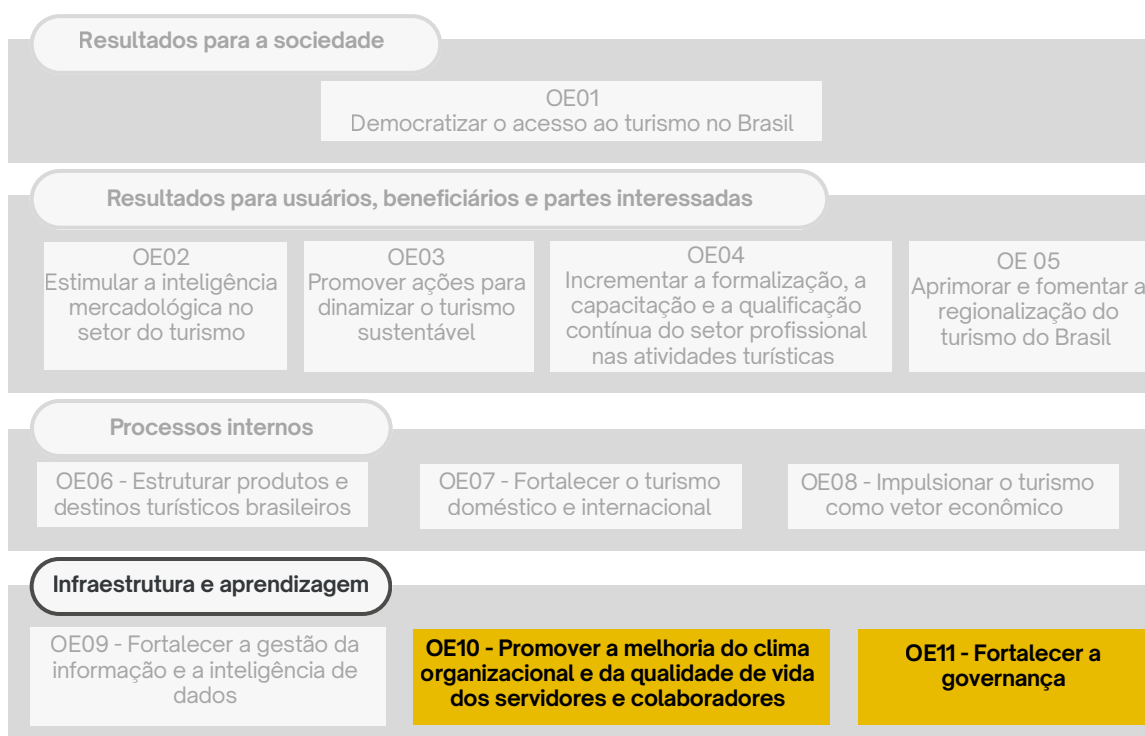 Resultados para a sociedade
OE01
Democratizar o acesso ao turismo no Brasil
Resultados para usuários, beneficiários e partes interessadas
OE02
Estimular a inteligência
mercadológica no
setor do turismo
OE03
Promover ações para
dinamizar o turismo
sustentável
OE04
Incrementar a formalização, a
capacitação e a qualificação
contínua do setor profissional
nas atividades turísticas
OE 05
Aprimorar e fomentar a
regionalização do
turismo do Brasil
Processos internos
OE06 - Estruturar produtos e
destinos turísticos brasileiros
OE07 - Fortalecer o turismo
doméstico e internacional
OE08 - Impulsionar o turismo
como vetor econômico
Infraestrutura e aprendizagem
OE09 - Fortalecer a gestão da
informação e a inteligência de
dados
OE10 - Promover a melhoria do clima
organizacional e da qualidade de vida
dos servidores e colaboradores
OE11 - Fortalecer a
governança